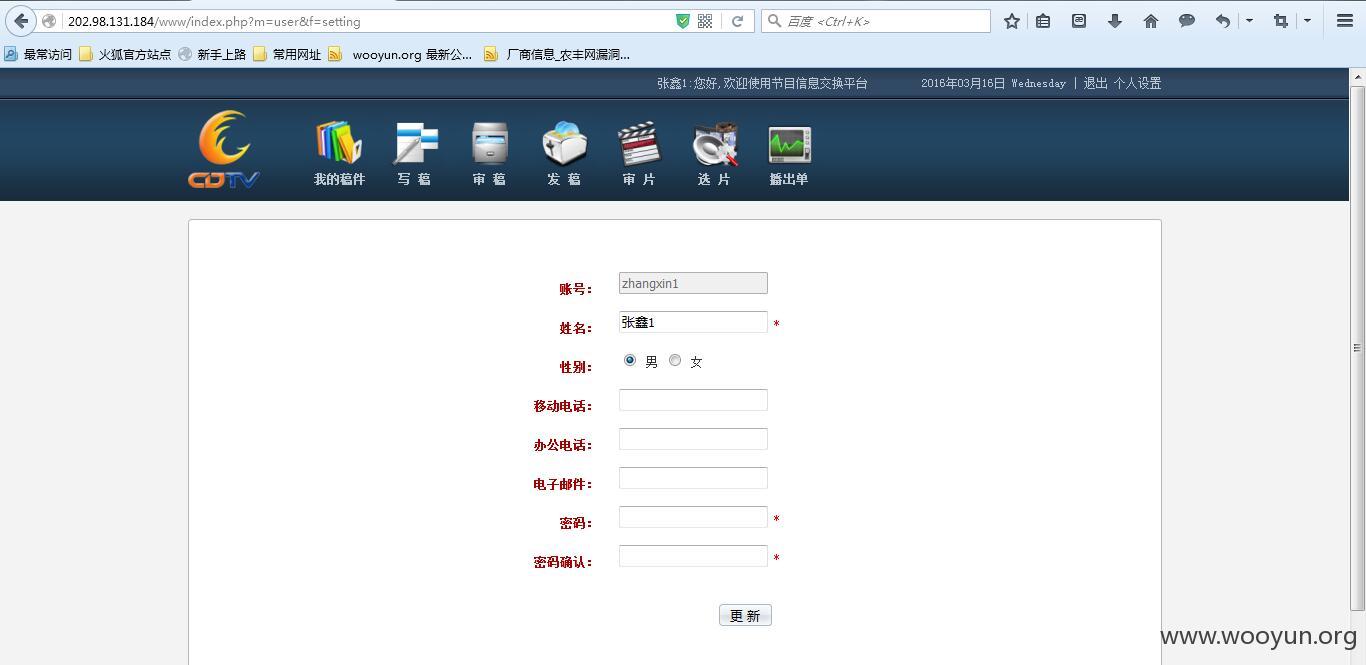 202.98.131.184/www/index.php?m=user&f=setting
百度 <Ctrl+K>
最常访问 火狐官方站点 新手上路 常用网址 wooyun.org 最新公... 厂商信息_农丰网漏洞...
张鑫1:您好,欢迎使用节目信息交换平台 2016年03月16日 Wednesday | 退出 个人设置
CDTV
我的稿件 写 稿 审 稿 发 稿 审 片 选 片 播出单
账号： zhangxin1
姓名： 张鑫1 *
性别： 男 女
移动电话：
办公电话：
电子邮件：
密码： *
密码确认： *
更 新
www.wooyun.org